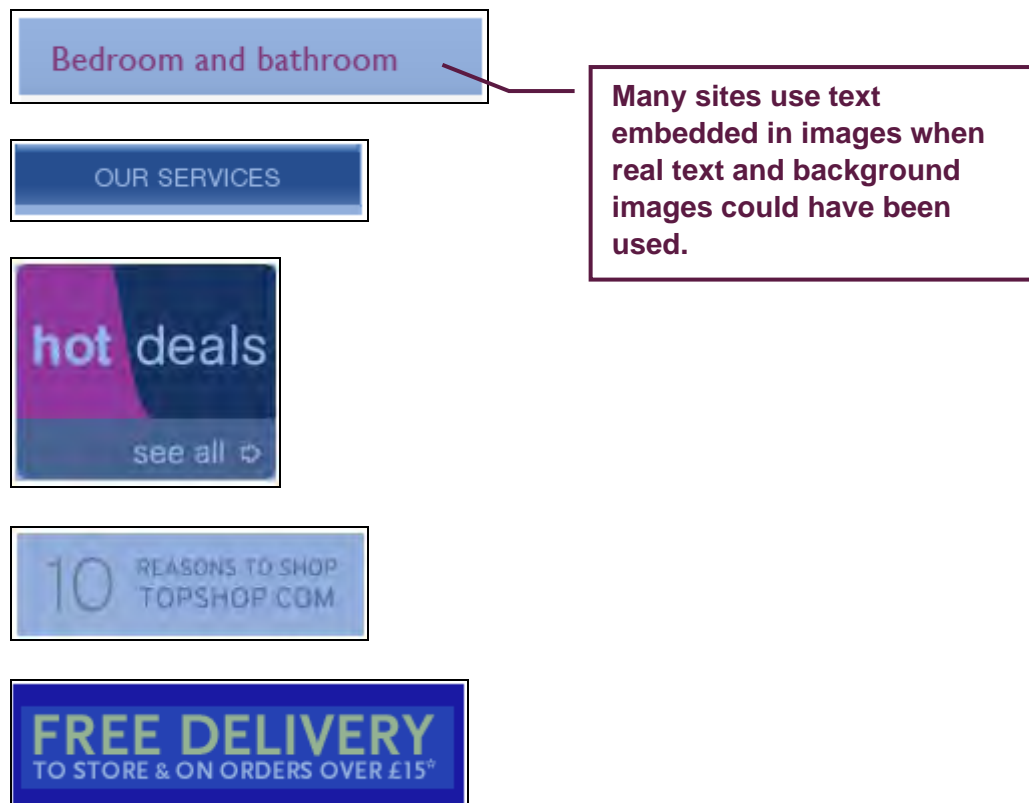 Bedroom and bathroom
Many sites use text
embedded in images when
real text and background
images could have been
used.
OUR SERVICES
hot deals
see all ➩
10 REASONS TO SHOP
TOPSHOP.COM
FREE DELIVERY
TO STORE & ON ORDERS OVER £15*